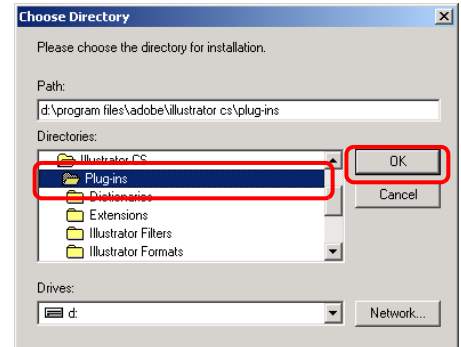 Choose Directory
Please choose the directory for installation.
Path:
d:\program files\adobe\illustrator cs\plug-ins
Directories:
Illustrator CS
OK
Plug-ins
Dictionaries
Cancel
Extensions
Illustrator Filters
Illustrator Formats
Drives:
d:
Network...